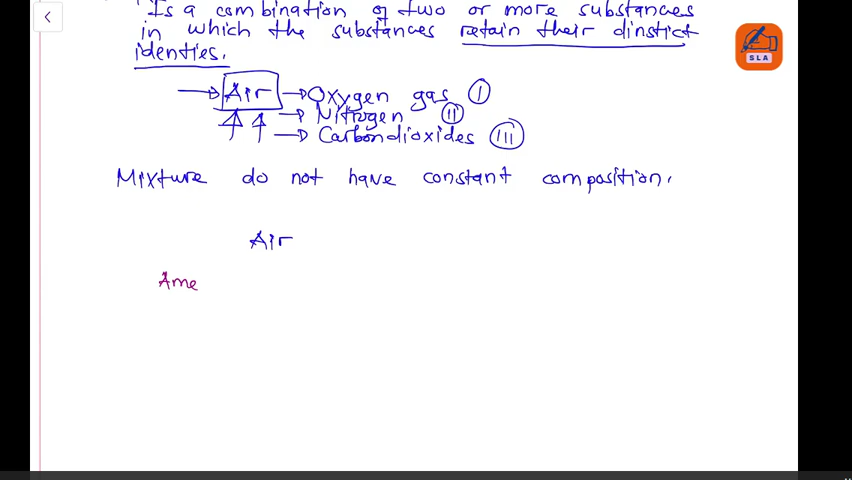 Is a combination of two or more substances
in which the substances retain their dinstict
identies.
Air → Oxygen gas I
→ Nitrogen II
→ Carbondioxides III
Mixture do not have constant composition.
Air
Ame
SLA